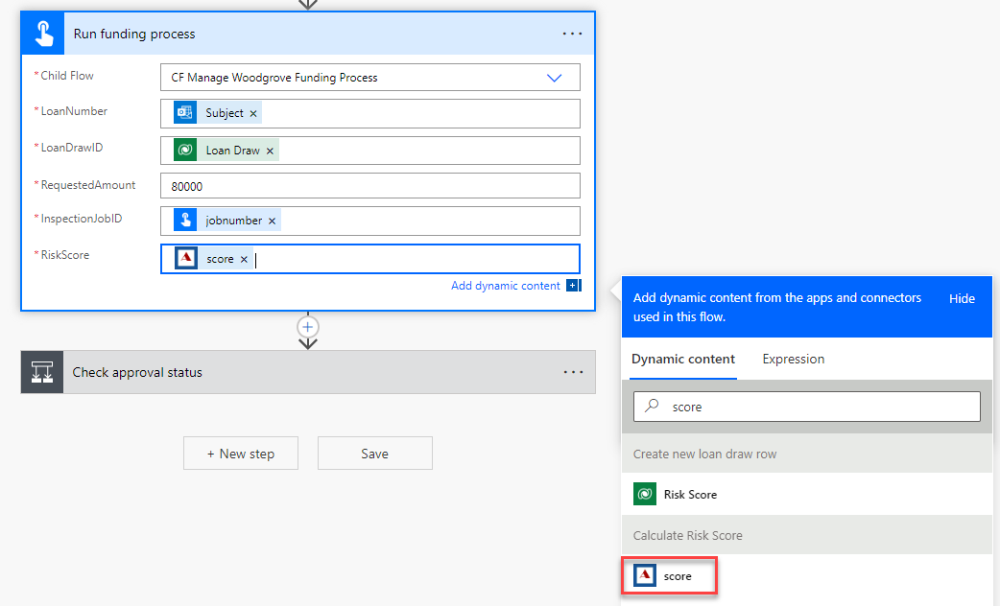 Run funding process
* Child Flow
CF Manage Woodgrove Funding Process
* LoanNumber
Subject ×
* LoanDrawID
Loan Draw ×
* RequestedAmount
80000
* InspectionJobID
jobnumber ×
* RiskScore
score ×
Add dynamic content
Check approval status
+ New step
Save
Add dynamic content from the apps and connectors
used in this flow.
Hide
Dynamic content
Expression
score
Create new loan draw row
Risk Score
Calculate Risk Score
score